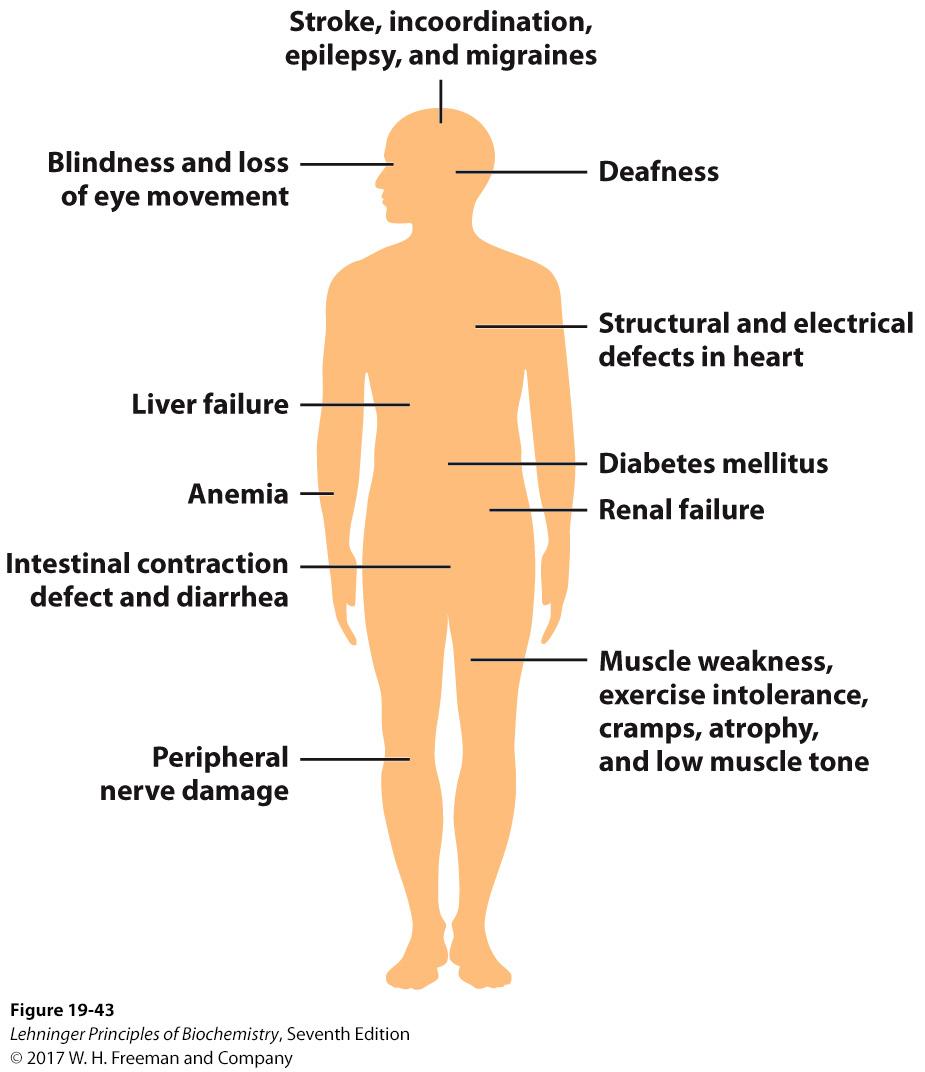 Stroke, incoordination,
epilepsy, and migraines
Blindness and loss
of eye movement
Deafness
Structural and electrical
defects in heart
Liver failure
Diabetes mellitus
Anemia
Renal failure
Intestinal contraction
defect and diarrhea
Muscle weakness,
exercise intolerance,
cramps, atrophy,
and low muscle tone
Peripheral
nerve damage
Figure 19-43
Lehninger Principles of Biochemistry, Seventh Edition
© 2017 W. H. Freeman and Company